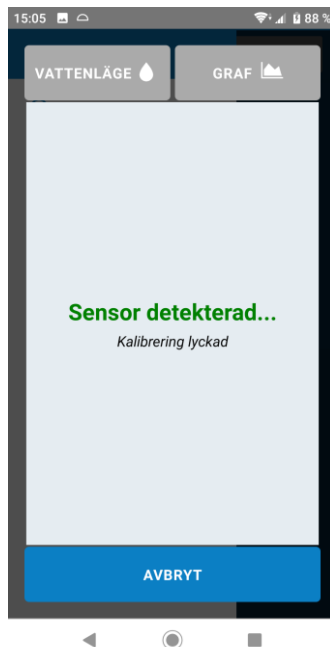 15:05 88 %
VATTENLÄGE GRAF
Sensor detekterad...
Kalibrering lyckad
AVBRYT